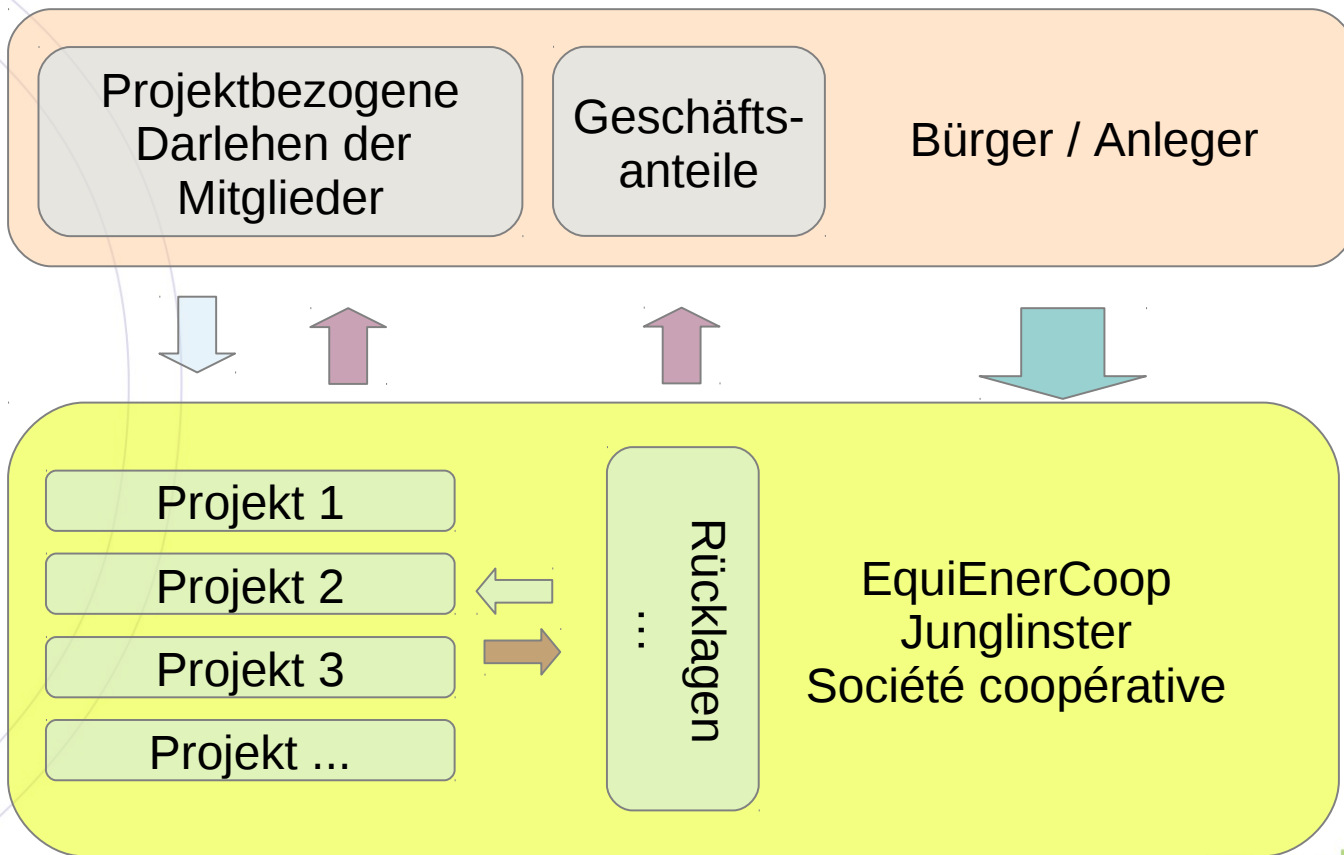 Projektbezogene
Darlehen der
Mitglieder
Geschäfts-
anteile
Bürger / Anleger
Projekt 1
Projekt 2
Projekt 3
Projekt ...
Rücklagen
...
EquiEnerCoop
Junglinster
Société coopérative